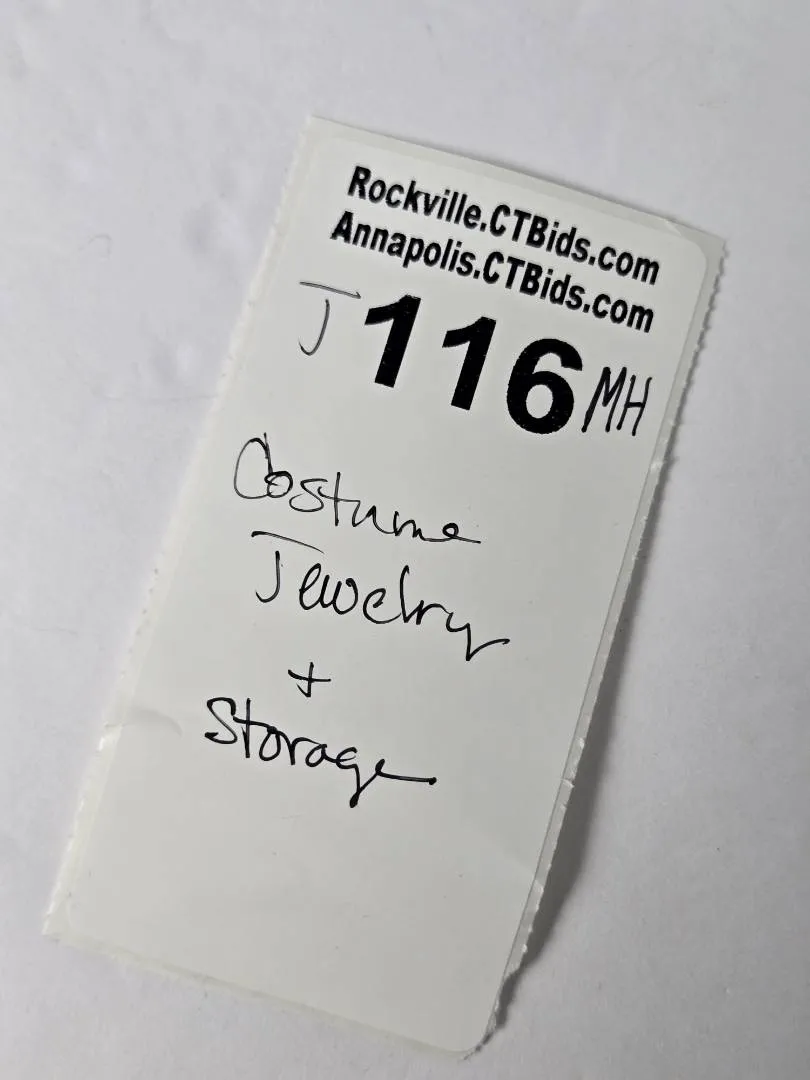 Rockville.CTBids.com
Annapolis.CTBids.com
J 116 MH
Costume
Jewelry
+
Storage